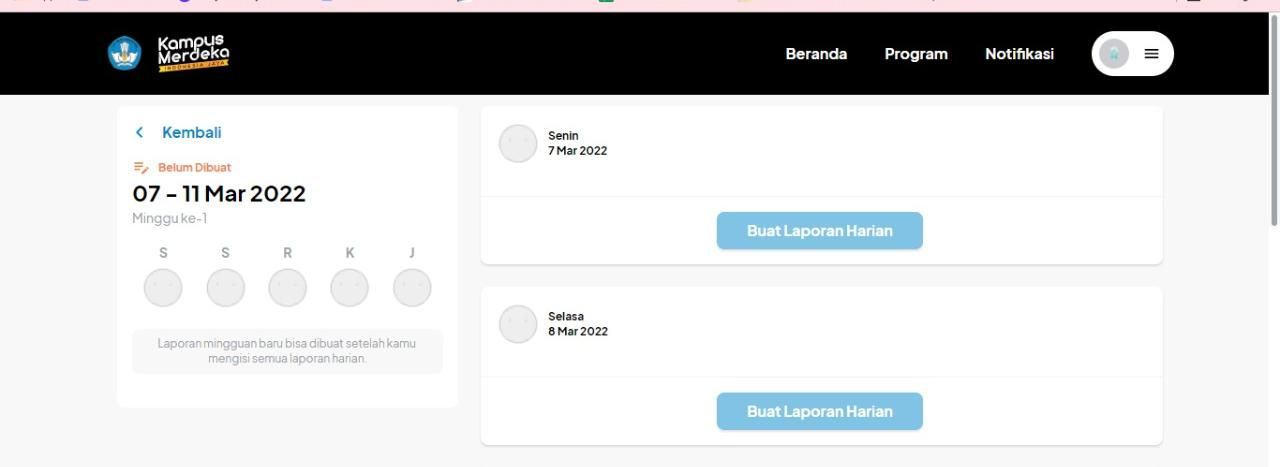 Kampus
Merdeka
INDONESIA JAYA
Beranda
Program
Notifikasi
Kembali
Belum Dibuat
07 - 11 Mar 2022
Minggu ke-1
S S R K J
Laporan mingguan baru bisa dibuat setelah kamu
mengisi semua laporan harian.
Senin
7 Mar 2022
Buat Laporan Harian
Selasa
8 Mar 2022
Buat Laporan Harian